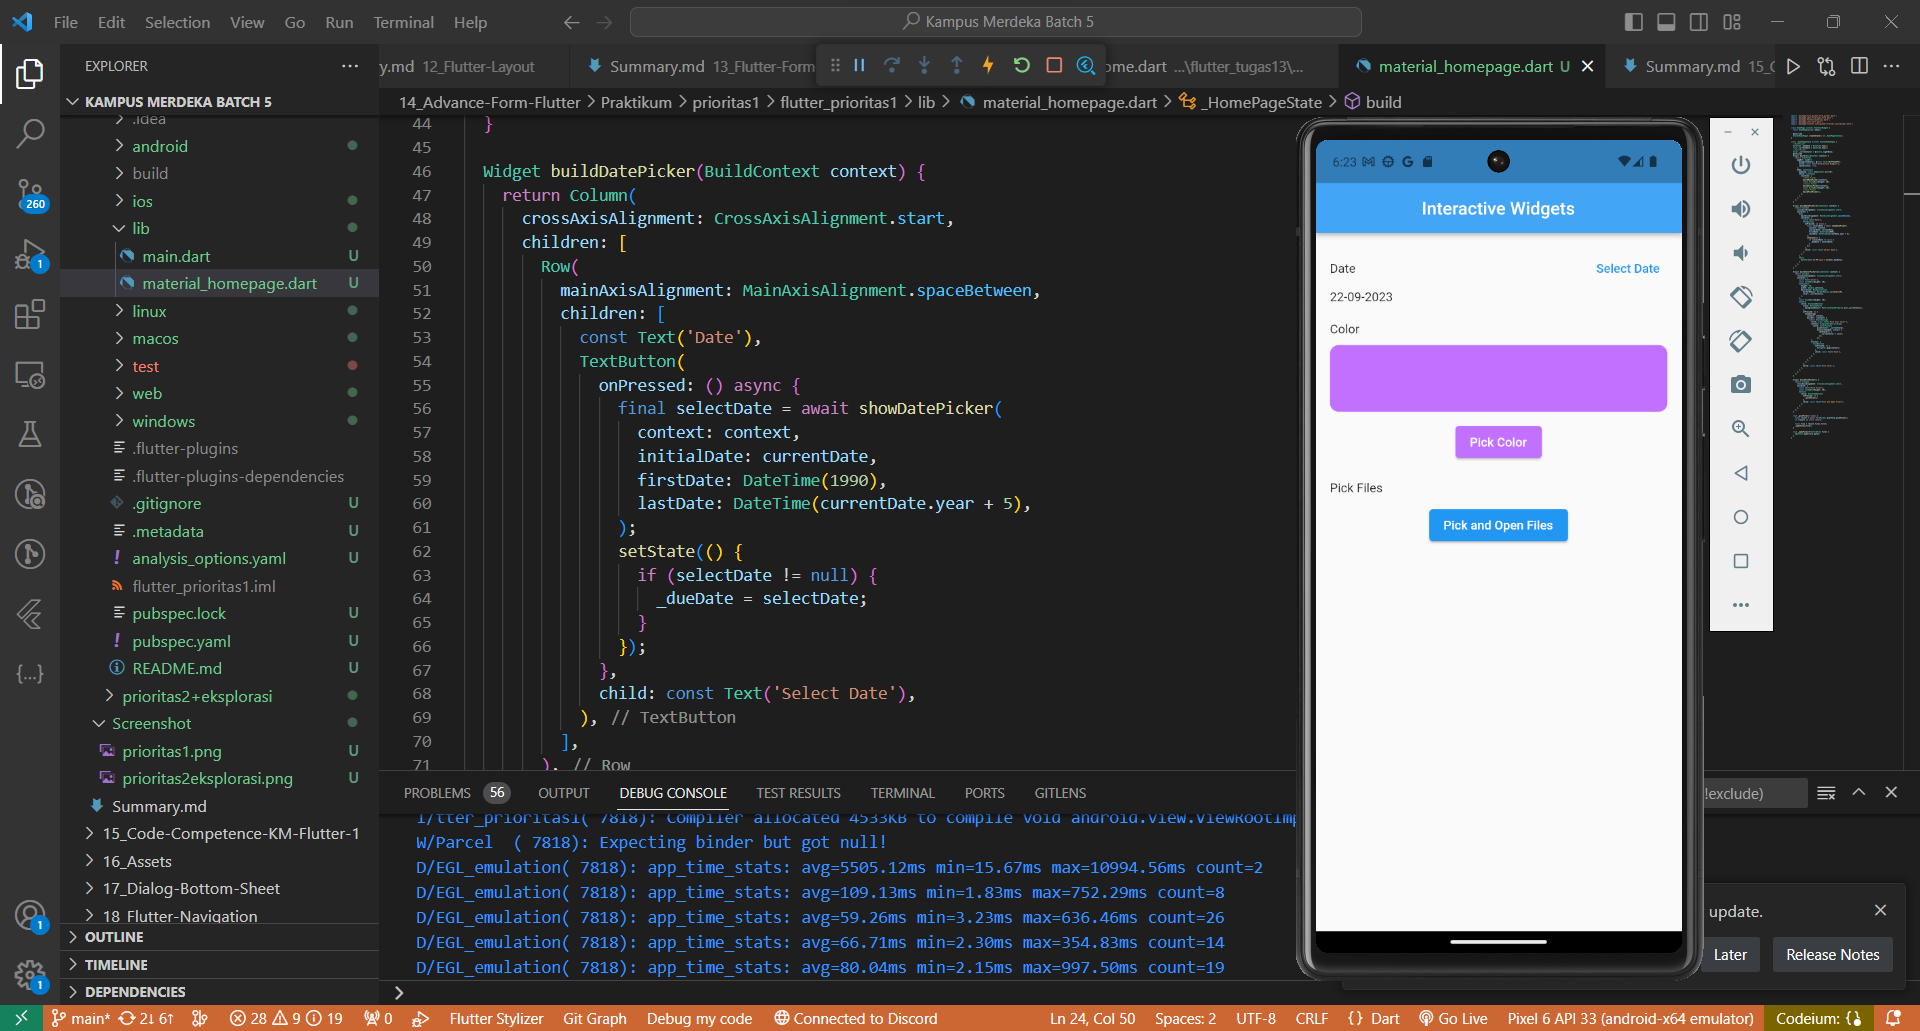 File Edit Selection View Go Run Terminal Help
Kampus Merdeka Batch 5
EXPLORER
y.md 12_Flutter-Layout
Summary.md 13_Flutter-Form
ome.dart ...\flutter_tugas13\...
material_homepage.dart U
Summary.md 15_C
KAMPUS MERDEKA BATCH 5
.idea
android
build
ios
lib
main.dart U
material_homepage.dart U
linux
macos
test
web
windows
.flutter-plugins
.flutter-plugins-dependencies
.gitignore U
.metadata U
analysis_options.yaml U
flutter_prioritas1.iml
pubspec.lock U
pubspec.yaml U
README.md U
prioritas2+eksplorasi
Screenshot
prioritas1.png U
prioritas2eksplorasi.png U
Summary.md
15_Code-Competence-KM-Flutter-1
16_Assets
17_Dialog-Bottom-Sheet
18_Flutter-Navigation
OUTLINE
TIMELINE
DEPENDENCIES
260
1
1
1
14_Advance-Form-Flutter > Praktikum > prioritas1 > flutter_prioritas1 > lib > material_homepage.dart > _HomePageState > build
44 }
45
46 Widget buildDatePicker(BuildContext context) {
47 return Column(
48 crossAxisAlignment: CrossAxisAlignment.start,
49 children: [
50 Row(
51 mainAxisAlignment: MainAxisAlignment.spaceBetween,
52 children: [
53 const Text('Date'),
54 TextButton(
55 onPressed: () async {
56 final selectDate = await showDatePicker(
57 context: context,
58 initialDate: currentDate,
59 firstDate: DateTime(1990),
60 lastDate: DateTime(currentDate.year + 5),
61 );
62 setState(() {
63 if (selectDate != null) {
64 _dueDate = selectDate;
65 }
66 });
67 },
68 child: const Text('Select Date'),
69 ), // TextButton
70 ],
71 ), // Row
6:23
Interactive Widgets
Date Select Date
22-09-2023
Color
Pick Color
Pick Files
Pick and Open Files
PROBLEMS 56 OUTPUT DEBUG CONSOLE TEST RESULTS TERMINAL PORTS GITLENS
!exclude)
I/tter_prioritas1( 7818): Compiler allocated 4533KB to compile void android.view.ViewRootImp
W/Parcel ( 7818): Expecting binder but got null!
D/EGL_emulation( 7818): app_time_stats: avg=5505.12ms min=15.67ms max=10994.56ms count=2
D/EGL_emulation( 7818): app_time_stats: avg=109.13ms min=1.83ms max=752.29ms count=8
D/EGL_emulation( 7818): app_time_stats: avg=59.26ms min=3.23ms max=636.46ms count=26
D/EGL_emulation( 7818): app_time_stats: avg=66.71ms min=2.30ms max=354.83ms count=14
D/EGL_emulation( 7818): app_time_stats: avg=80.04ms min=2.15ms max=997.50ms count=19
update.
Later
Release Notes
main* 2↓ 6↑ 28 9 19 0 Flutter Stylizer Git Graph Debug my code Connected to Discord Ln 24, Col 50 Spaces: 2 UTF-8 CRLF {} Dart Go Live Pixel 6 API 33 (android-x64 emulator) Codeium: {}